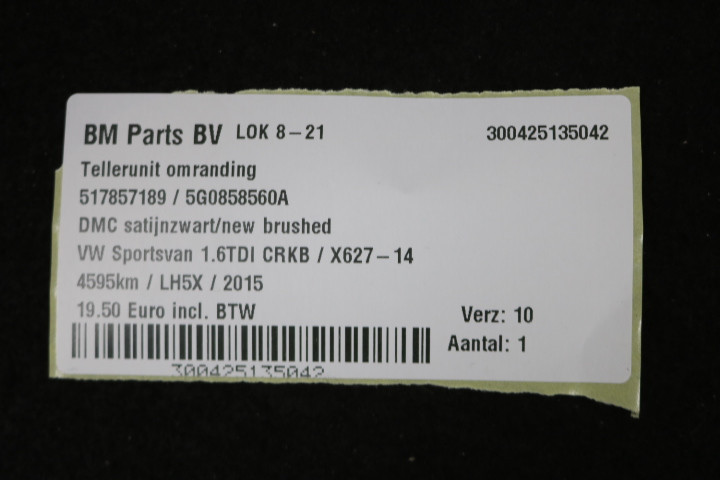 BM Parts BV LOK 8-21 300425135042
Tellerunit omranding
517857189 / 5G0858560A
DMC satijnzwart/new brushed
VW Sportsvan 1.6TDI CRKB / X627-14
4595km / LH5X / 2015
19.50 Euro incl. BTW Verz: 10
Aantal: 1
300425135042